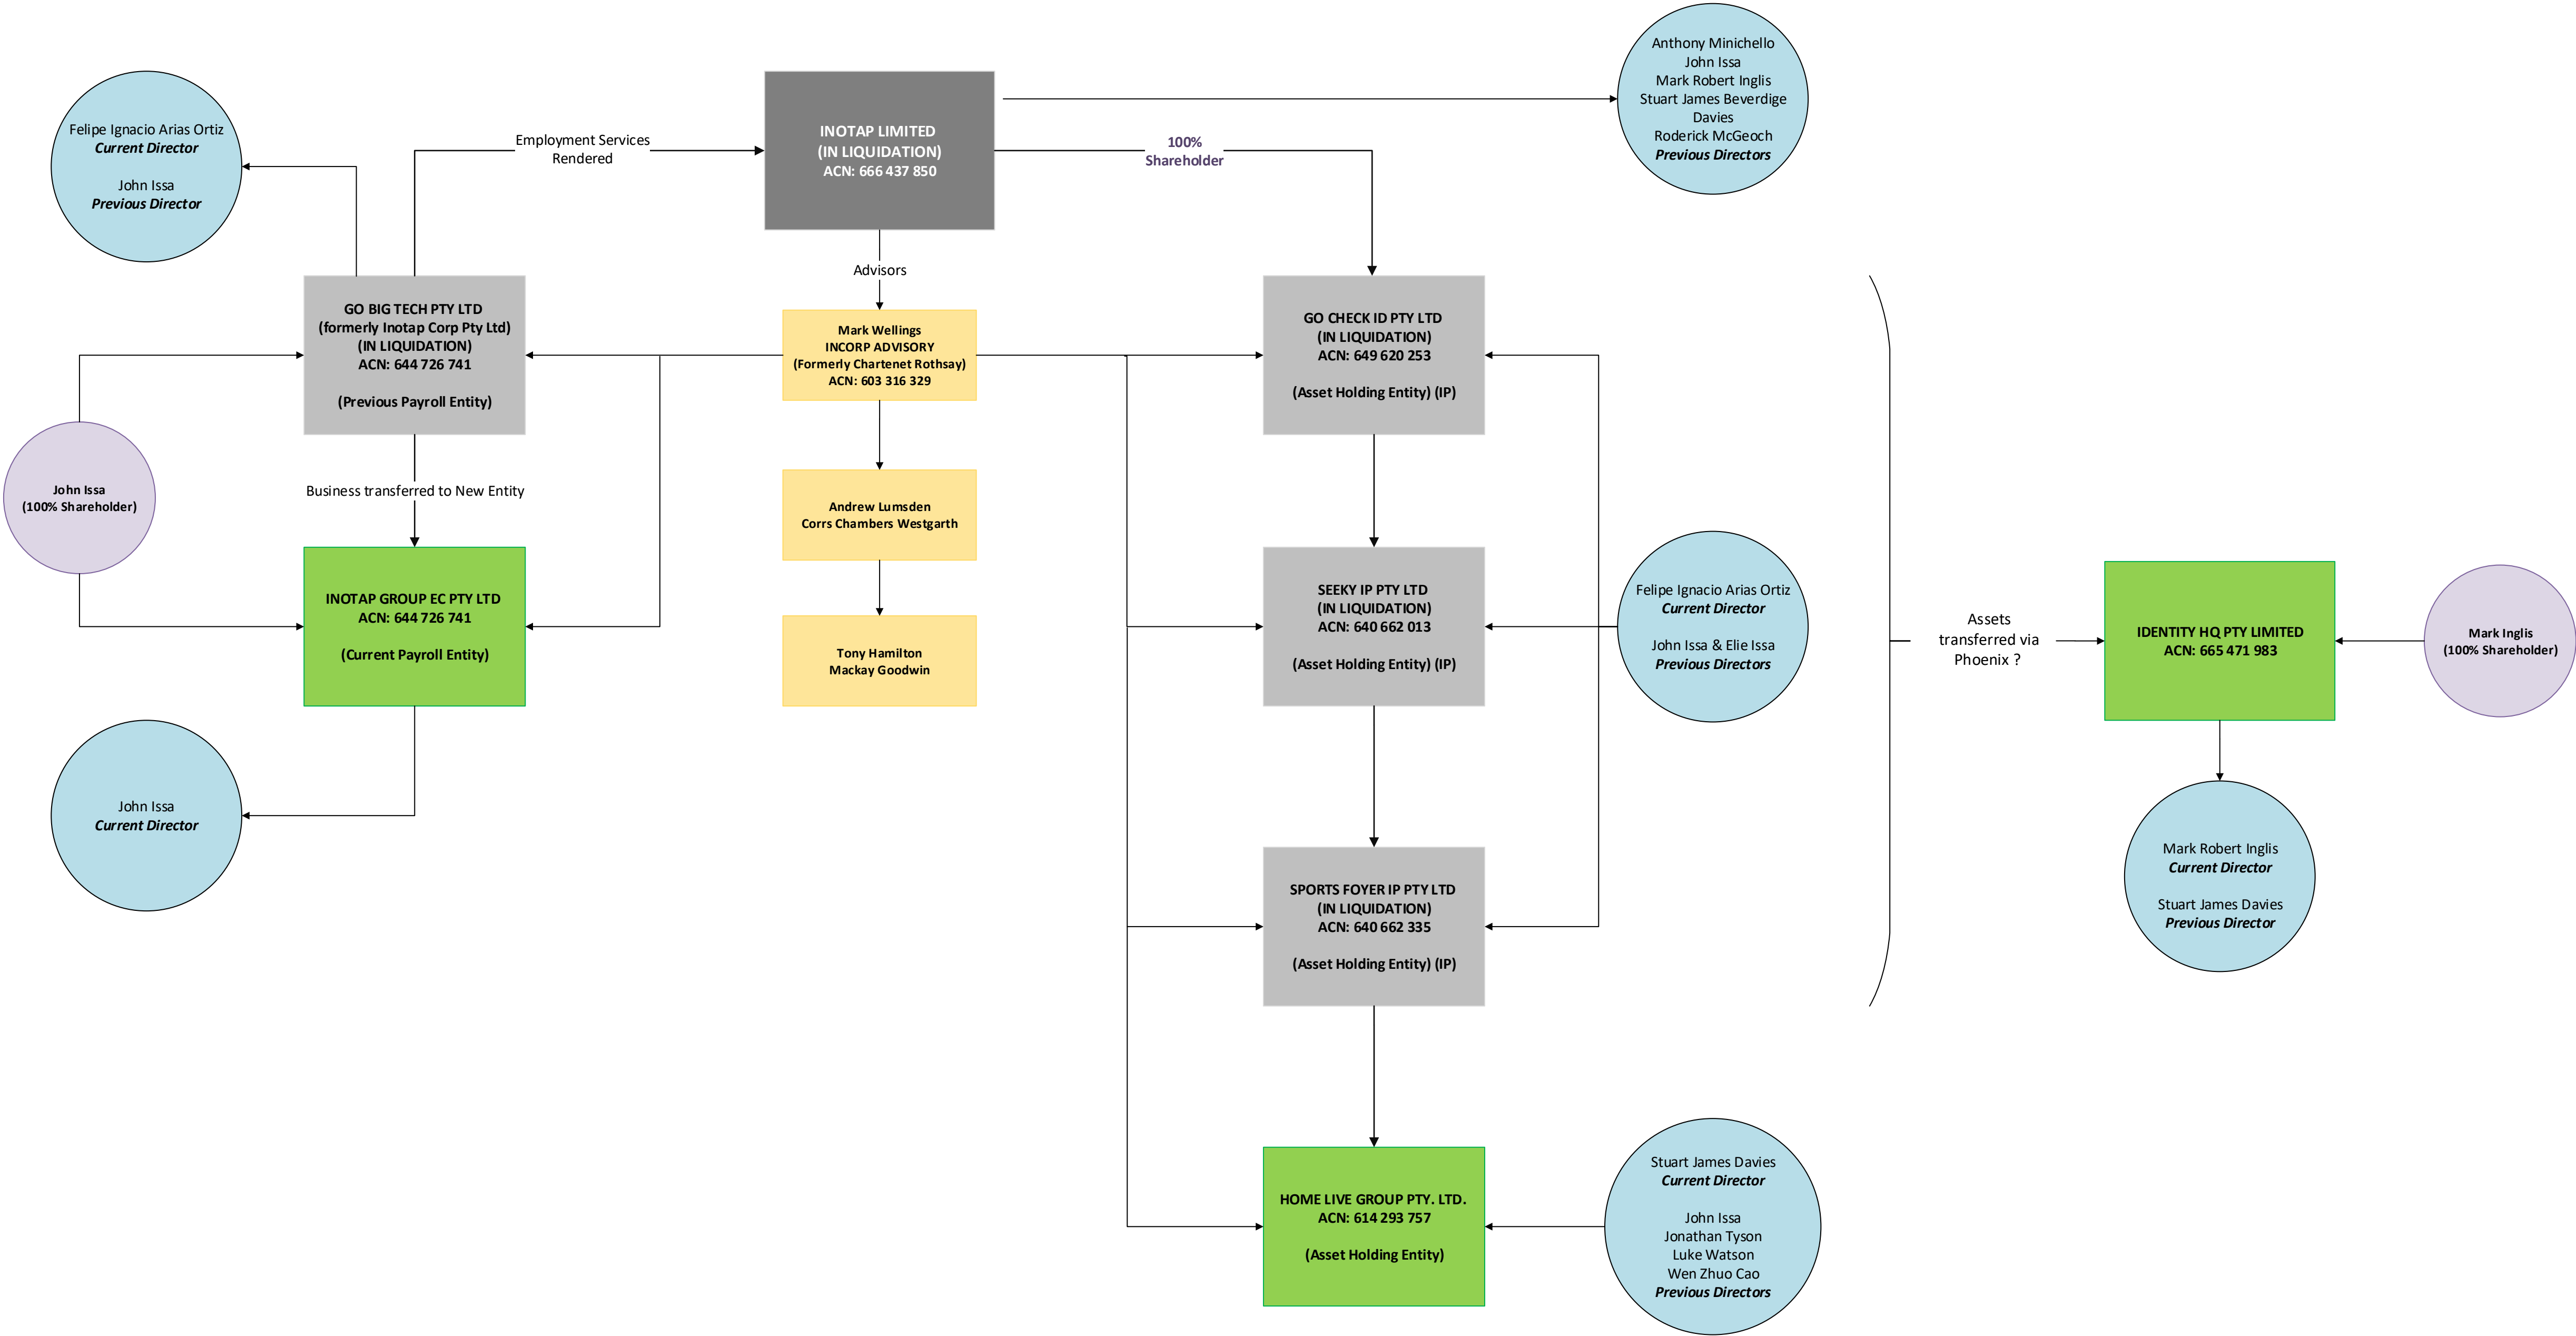 Anthony Minichello
John Issa
Mark Robert Inglis
Stuart James Beverdige
Davies
Roderick McGeoch
Previous Directors
Felipe Ignacio Arias Ortiz
Current Director
John Issa
Previous Director
Employment Services
Rendered
INOTAP LIMITED
(IN LIQUIDATION)
ACN: 666 437 850
100%
Shareholder
Advisors
GO BIG TECH PTY LTD
(formerly Inotap Corp Pty Ltd)
(IN LIQUIDATION)
ACN: 644 726 741
(Previous Payroll Entity)
Mark Wellings
INCORP ADVISORY
(Formerly Chartenet Rothsay)
ACN: 603 316 329
GO CHECK ID PTY LTD
(IN LIQUIDATION)
ACN: 649 620 253
(Asset Holding Entity) (IP)
John Issa
(100% Shareholder)
Business transferred to New Entity
Andrew Lumsden
Corrs Chambers Westgarth
INOTAP GROUP EC PTY LTD
ACN: 644 726 741
(Current Payroll Entity)
Tony Hamilton
Mackay Goodwin
SEEKY IP PTY LTD
(IN LIQUIDATION)
ACN: 640 662 013
(Asset Holding Entity) (IP)
Felipe Ignacio Arias Ortiz
Current Director
John Issa & Elie Issa
Previous Directors
Assets
transferred via
Phoenix ?
IDENTITY HQ PTY LIMITED
ACN: 665 471 983
Mark Inglis
(100% Shareholder)
John Issa
Current Director
SPORTS FOYER IP PTY LTD
(IN LIQUIDATION)
ACN: 640 662 335
(Asset Holding Entity) (IP)
Mark Robert Inglis
Current Director
Stuart James Davies
Previous Director
HOME LIVE GROUP PTY. LTD.
ACN: 614 293 757
(Asset Holding Entity)
Stuart James Davies
Current Director
John Issa
Jonathan Tyson
Luke Watson
Wen Zhuo Cao
Previous Directors